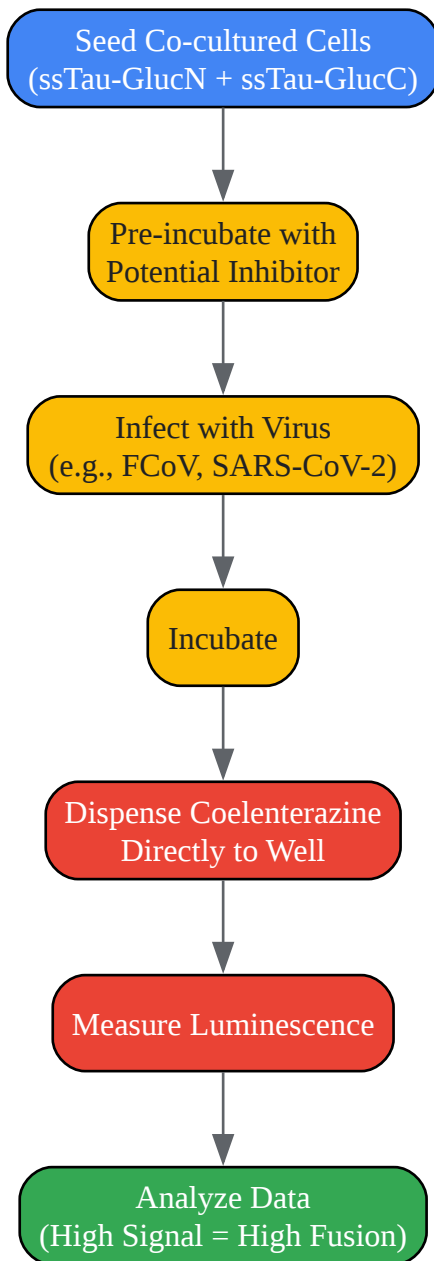 Seed Co-cultured Cells
(ssTau-GlucN + ssTau-GlucC)
Pre-incubate with
Potential Inhibitor
Infect with Virus
(e.g., FCoV, SARS-CoV-2)
Incubate
Dispense Coelenterazine
Directly to Well
Measure Luminescence
Analyze Data
(High Signal = High Fusion)